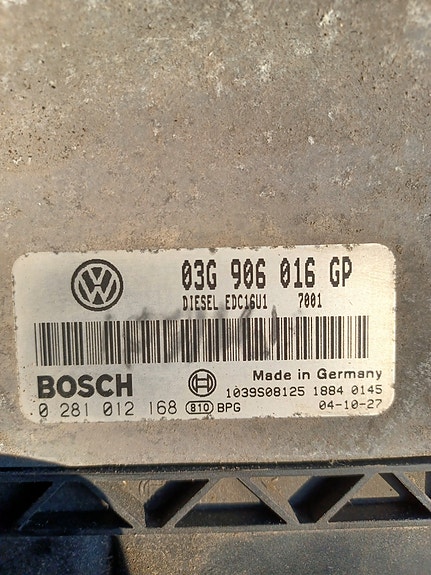 03G 906 016 GP
DIESEL EDC16U1 7001
BOSCH
Made in Germany
1039S08125 1884 0145
0 281 012 168 810 BPG 04-10-27